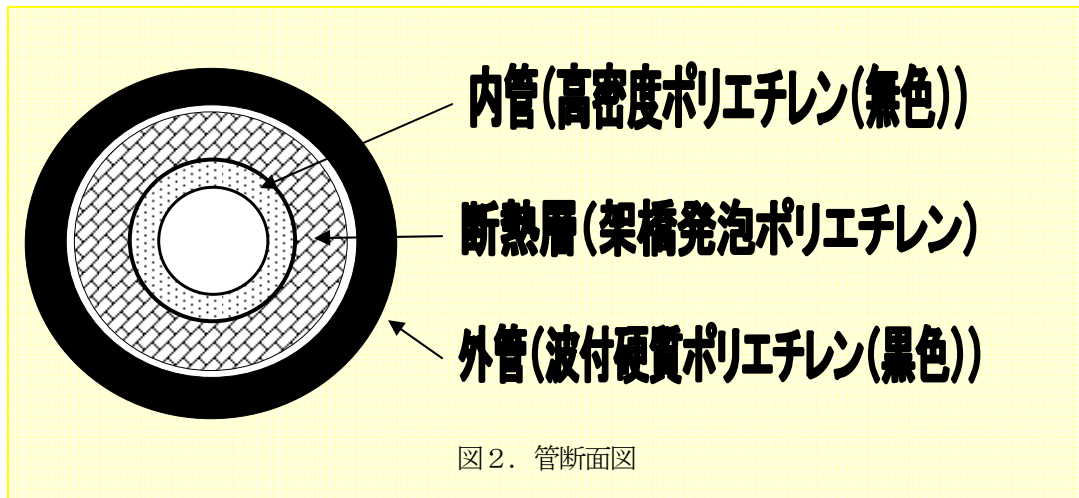 内管(高密度ポリエチレン(無色))
断熱層(架橋発泡ポリエチレン)
外管(波付硬質ポリエチレン(黒色))
図２．管断面図